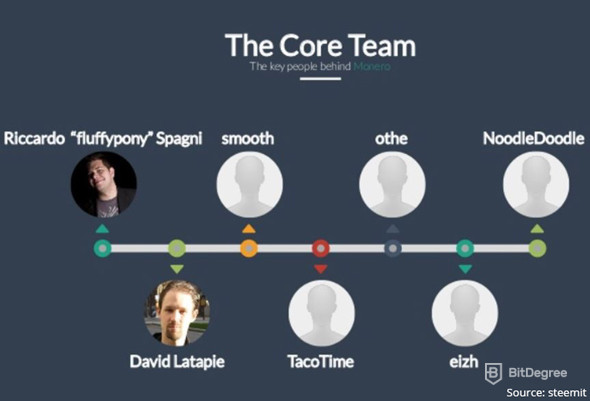 The Core Team
The key people behind Monero
Riccardo "fluffypony" Spagni
smooth
othe
NoodleDoodle
David Latapie
TacoTime
eizh
BitDegree
Source: steemit